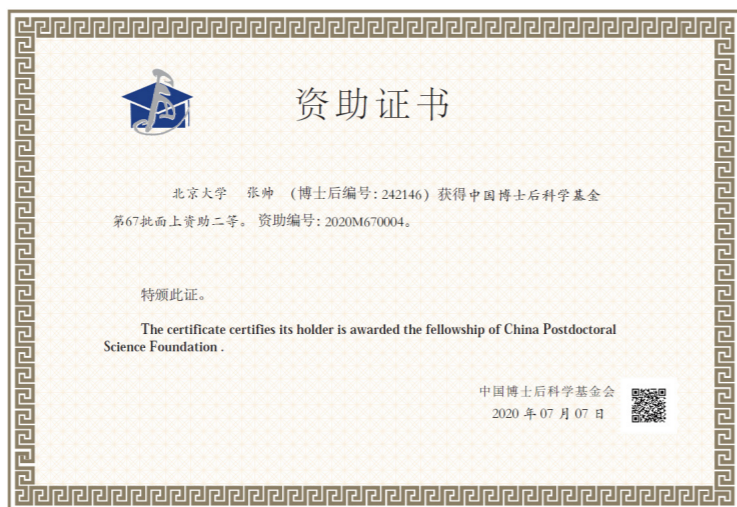 资助证书
北京大学 张帅 （博士后编号: 242146）获得中国博士后科学基金
第67批面上资助二等。资助编号: 2020M670004。
特颁此证。
The certificate certifies its holder is awarded the fellowship of China Postdoctoral
Science Foundation .
中国博士后科学基金会
2020 年 07 月 07 日